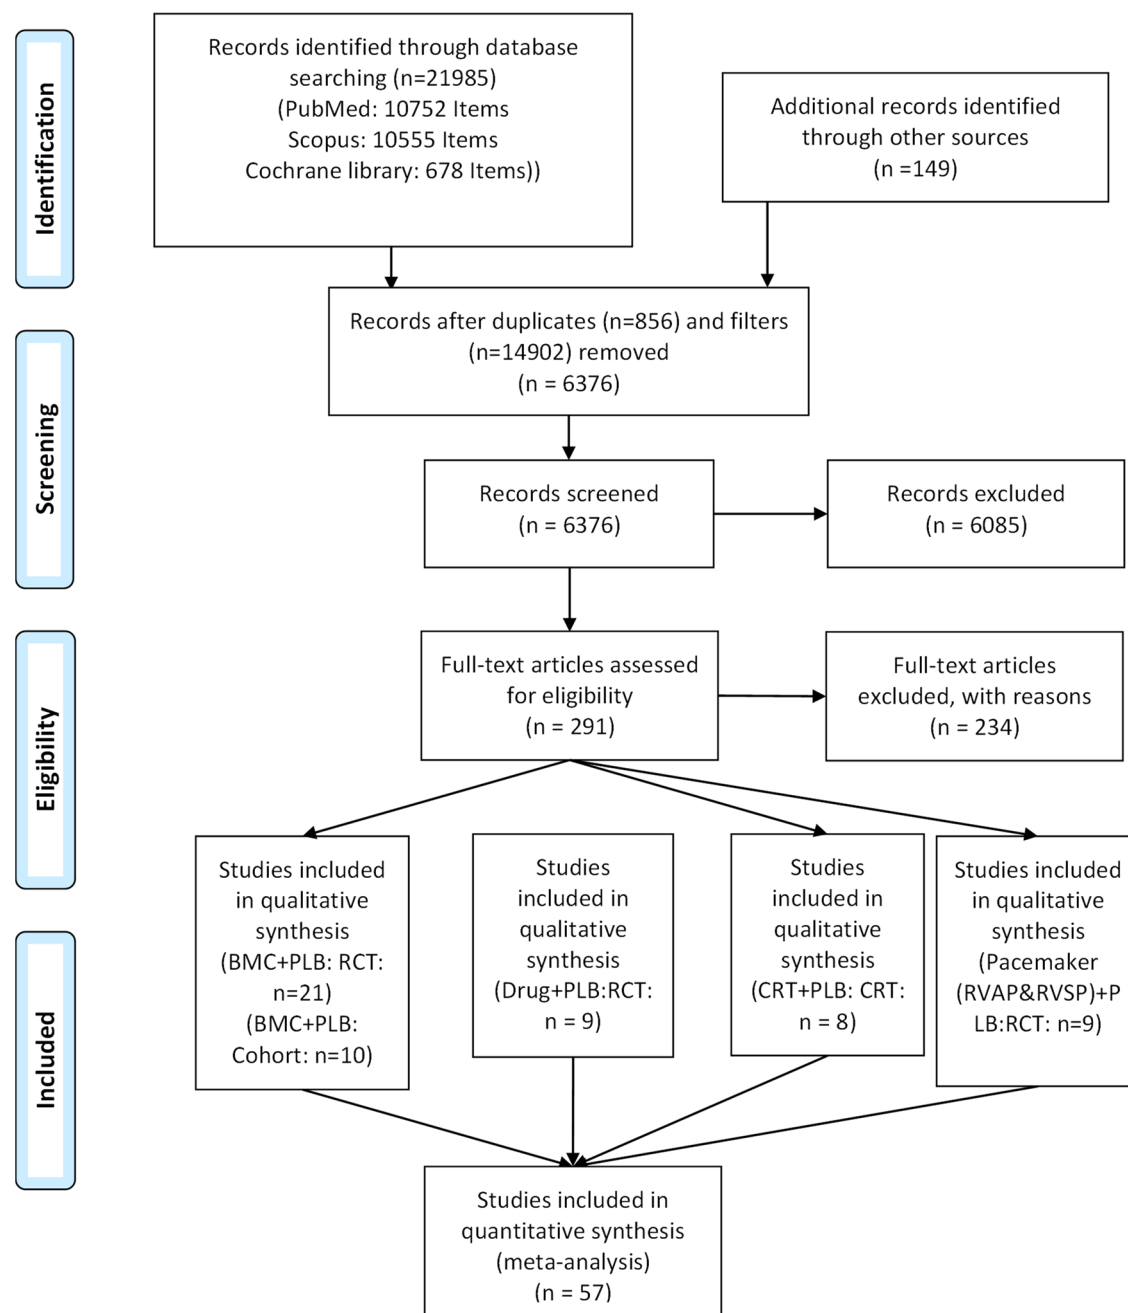 Identification
Records identified through database
searching (n=21985)
(PubMed: 10752 Items
Scopus: 10555 Items
Cochrane library: 678 Items))
Additional records identified
through other sources
(n =149)
Records after duplicates (n=856) and filters
(n=14902) removed
(n = 6376)
Screening
Records screened
(n = 6376)
Records excluded
(n = 6085)
Eligibility
Full-text articles assessed
for eligibility
(n = 291)
Full-text articles
excluded, with reasons
(n = 234)
Studies included
in qualitative
synthesis
(BMC+PLB: RCT:
n=21)
(BMC+PLB:
Cohort: n=10)
Studies
included in
qualitative
synthesis
(Drug+PLB:RCT:
n = 9)
Studies
included in
qualitative
synthesis
(CRT+PLB: CRT:
n = 8)
Studies included
in qualitative
synthesis
(Pacemaker
(RVAP&RVSP)+P
LB:RCT: n=9)
Included
Studies included in
quantitative synthesis
(meta-analysis)
(n = 57)